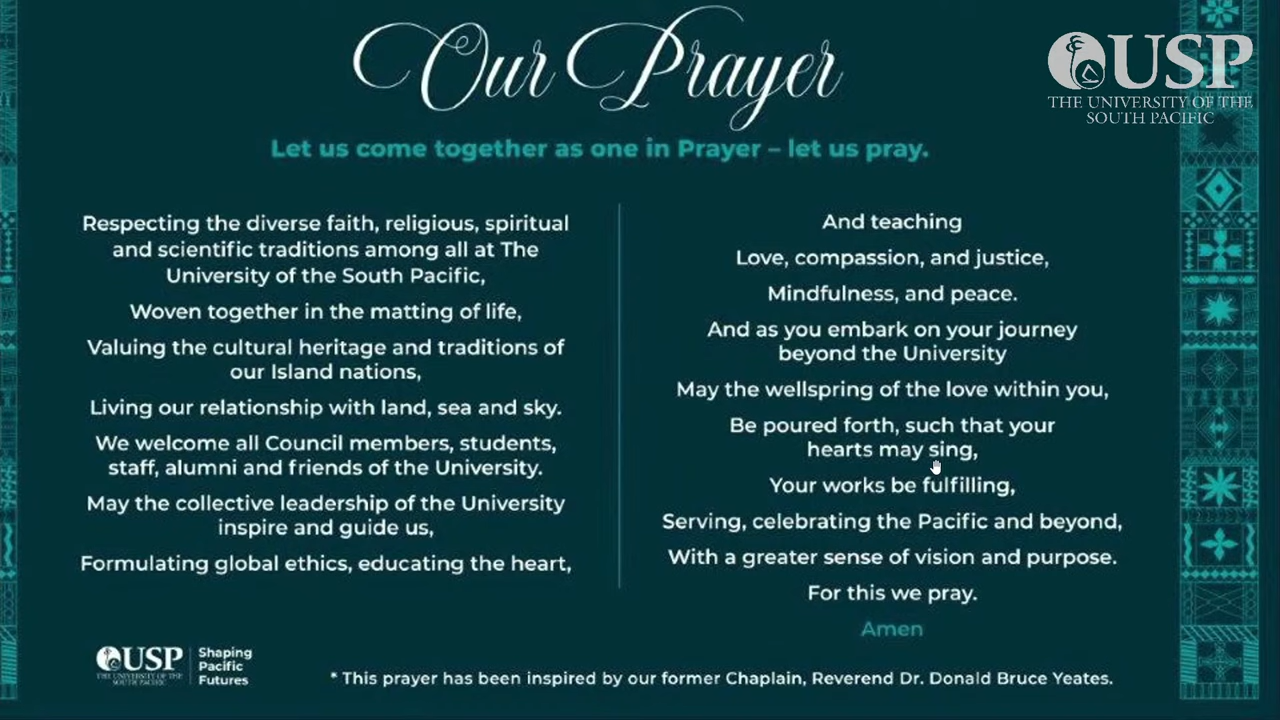 Our Prayer
USP
THE UNIVERSITY OF THE
SOUTH PACIFIC
Let us come together as one in Prayer – let us pray.
Respecting the diverse faith, religious, spiritual
and scientific traditions among all at The
University of the South Pacific,
Woven together in the matting of life,
Valuing the cultural heritage and traditions of
our Island nations,
Living our relationship with land, sea and sky.
We welcome all Council members, students,
staff, alumni and friends of the University.
May the collective leadership of the University
inspire and guide us,
Formulating global ethics, educating the heart,
And teaching
Love, compassion, and justice,
Mindfulness, and peace.
And as you embark on your journey
beyond the University
May the wellspring of the love within you,
Be poured forth, such that your
hearts may sing,
Your works be fulfilling,
Serving, celebrating the Pacific and beyond,
With a greater sense of vision and purpose.
For this we pray.
Amen
USP
THE UNIVERSITY OF THE
SOUTH PACIFIC
Shaping
Pacific
Futures
* This prayer has been inspired by our former Chaplain, Reverend Dr. Donald Bruce Yeates.